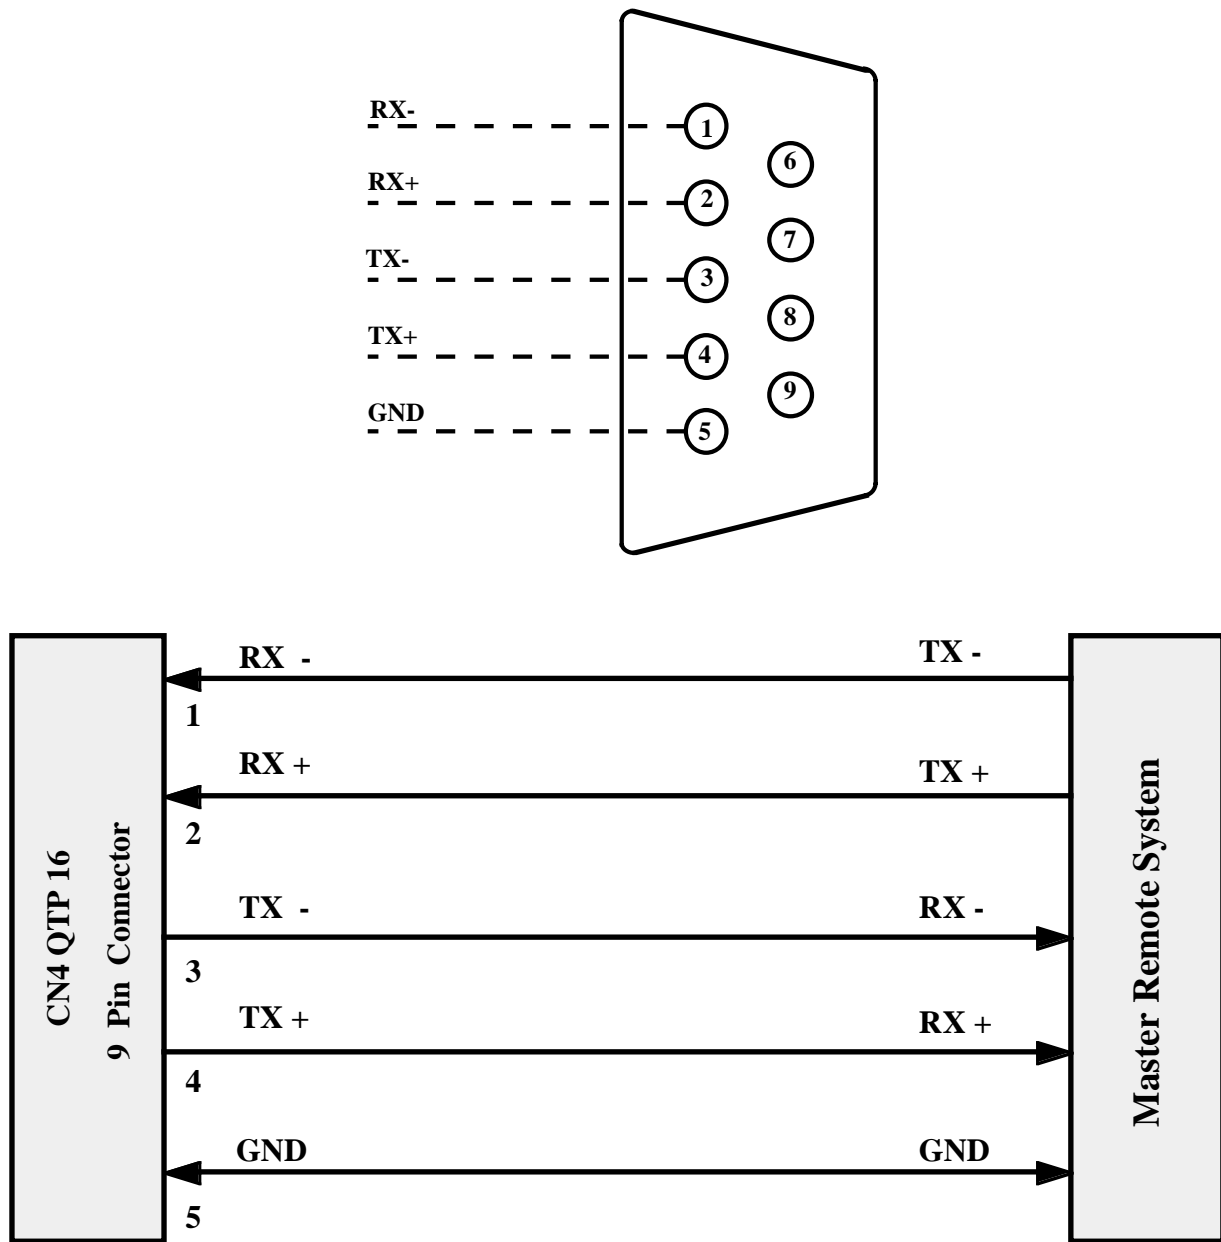 RX-
1
6
RX+
2
7
TX-
3
8
TX+
4
9
GND
5
RX -
TX -
1
RX +
TX +
2
TX -
RX -
3
TX +
RX +
4
GND
GND
5
CN4 QTP 16
9 Pin Connector
Master Remote System